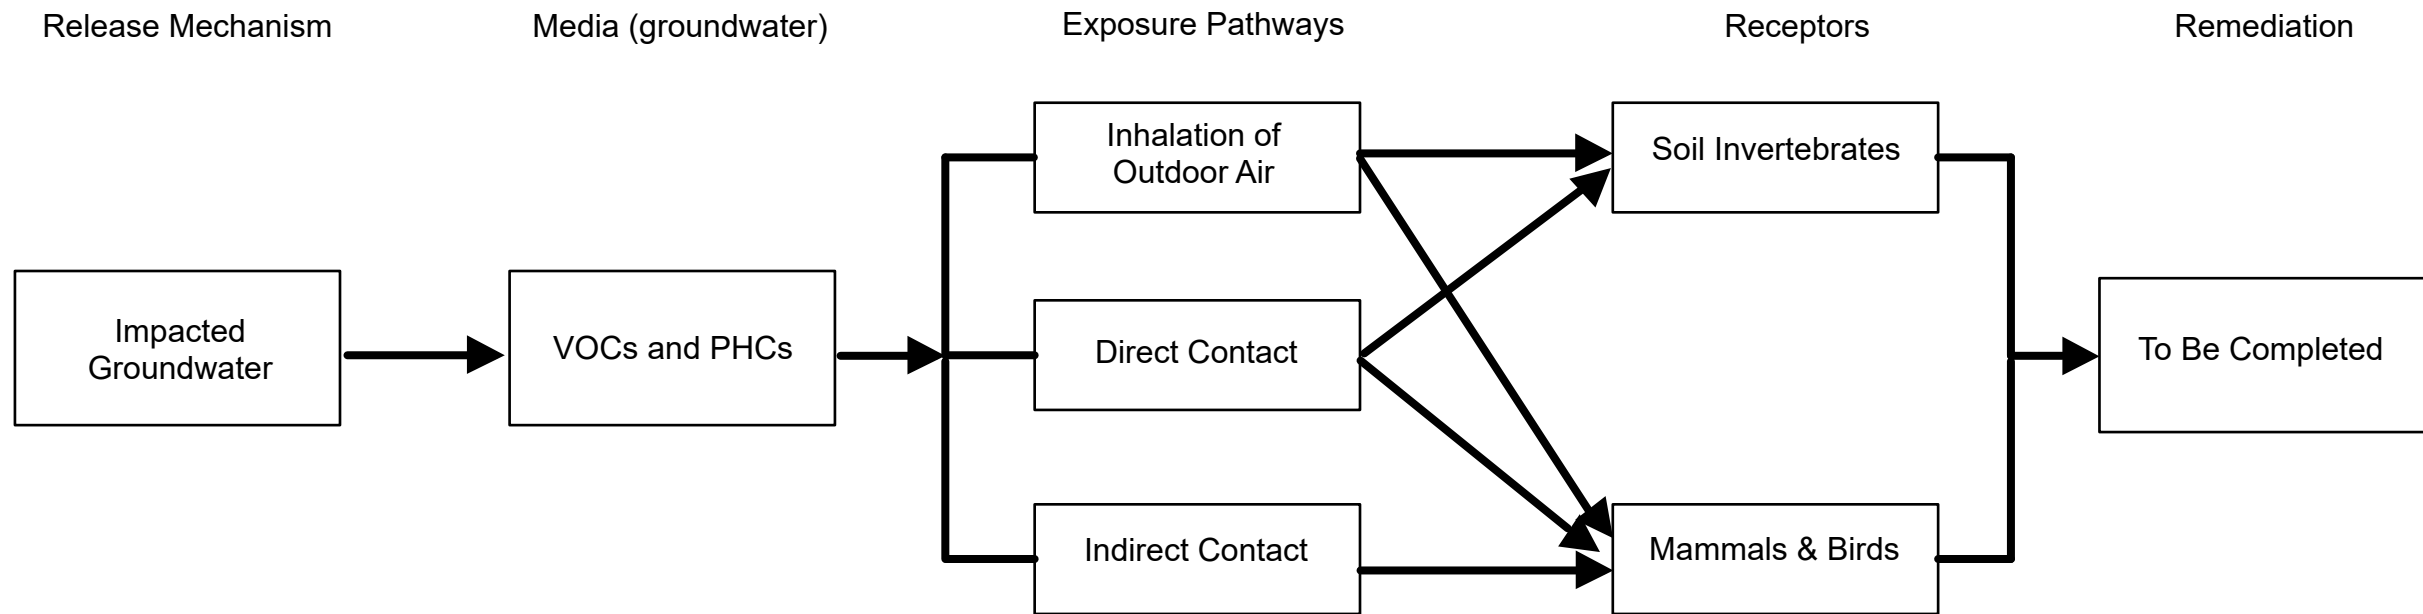 Release Mechanism
Media (groundwater)
Exposure Pathways
Receptors
Remediation
Inhalation of
Outdoor Air
Soil Invertebrates
Impacted
Groundwater
VOCs and PHCs
Direct Contact
To Be Completed
Indirect Contact
Mammals & Birds